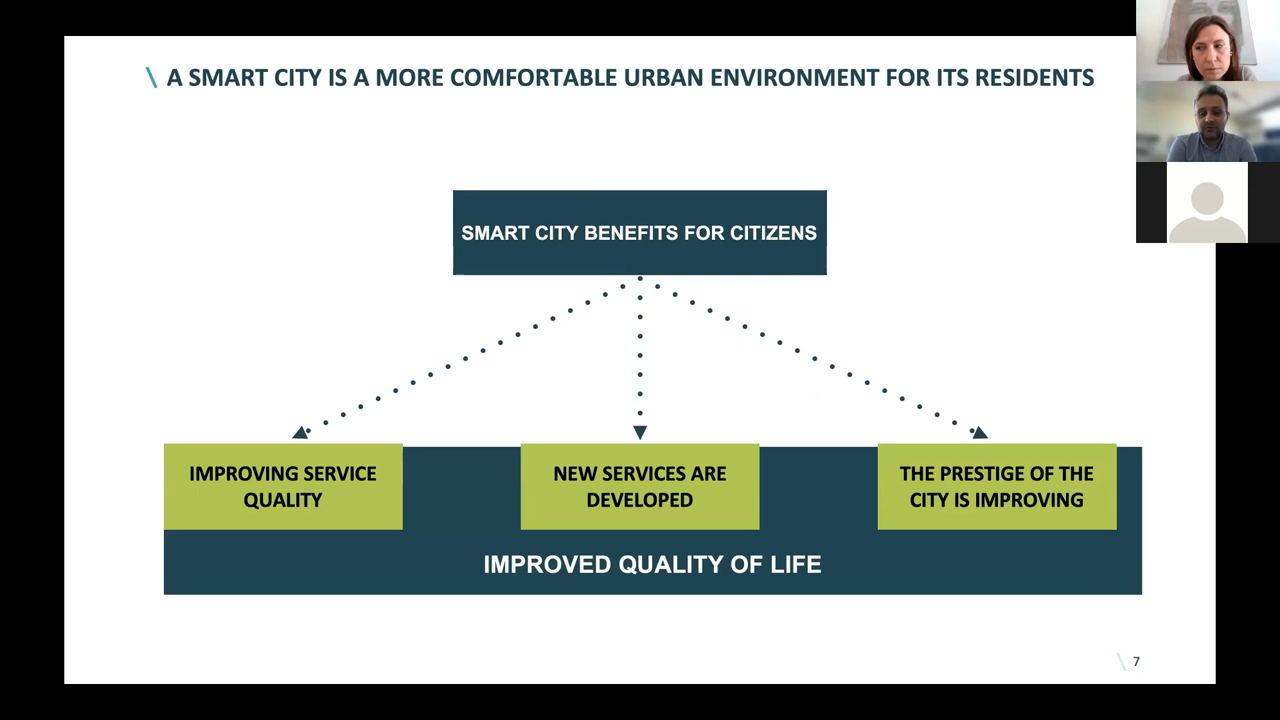 \ A SMART CITY IS A MORE COMFORTABLE URBAN ENVIRONMENT FOR ITS RESIDENTS
SMART CITY BENEFITS FOR CITIZENS
IMPROVING SERVICE
QUALITY
NEW SERVICES ARE
DEVELOPED
THE PRESTIGE OF THE
CITY IS IMPROVING
IMPROVED QUALITY OF LIFE
\ 7